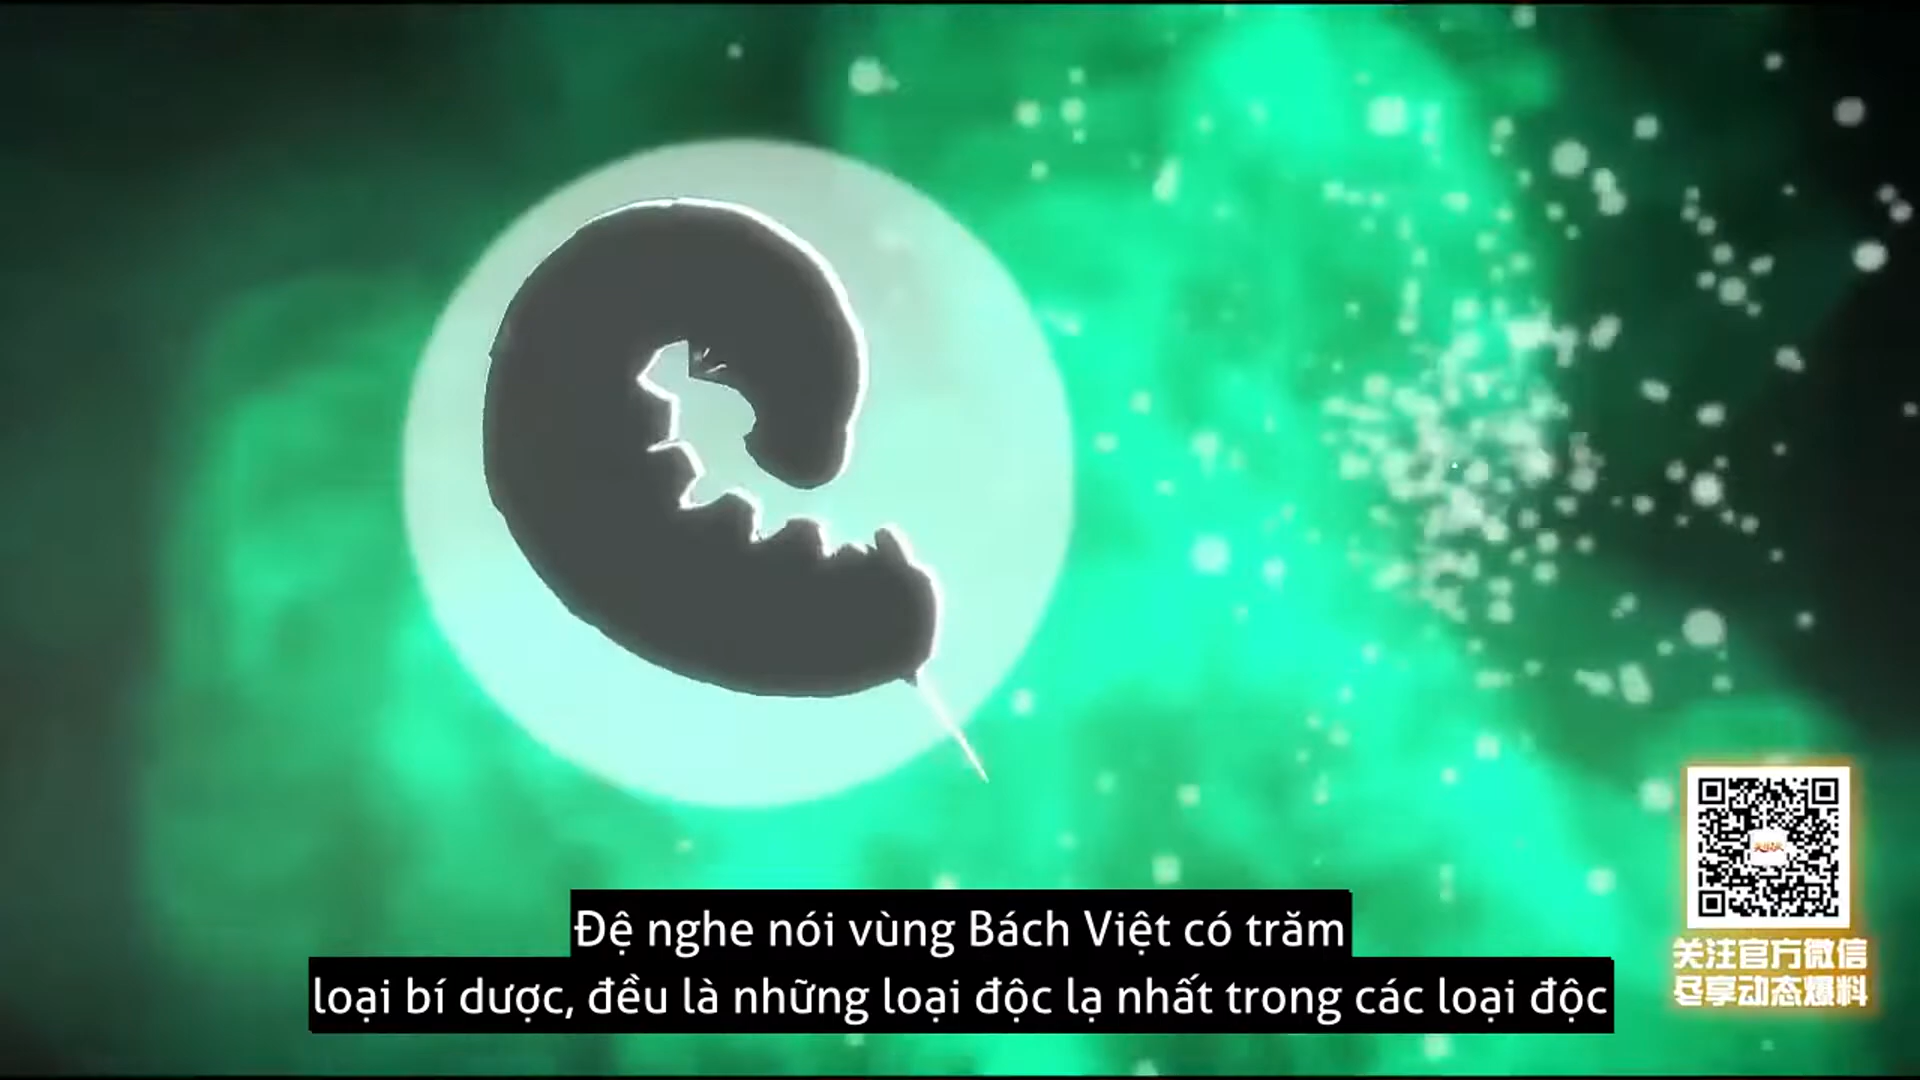 Đệ nghe nói vùng Bách Việt có trăm
loại bí dược, đều là những loại độc lạ nhất trong các loại độc
关注官方微信
尽享动态爆料